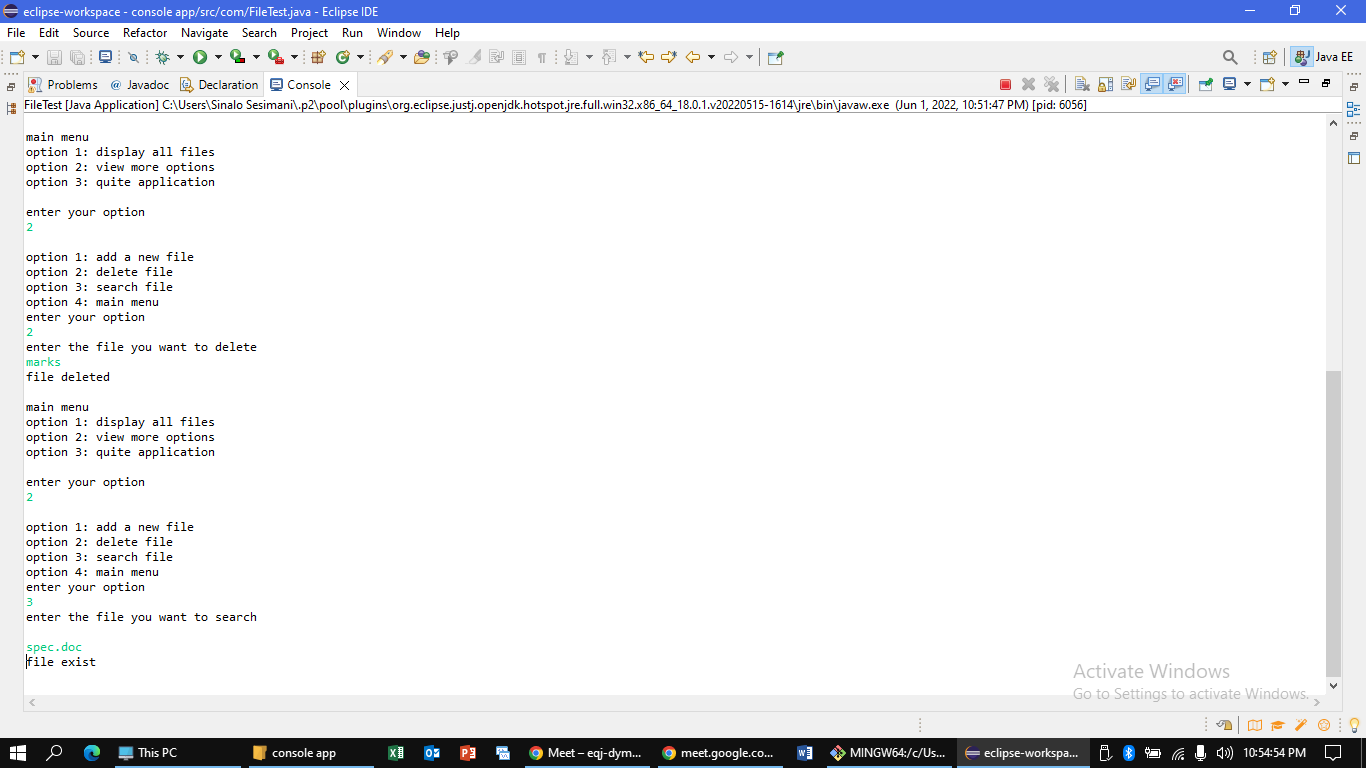 eclipse-workspace - console app/src/com/FileTest.java - Eclipse IDE
File Edit Source Refactor Navigate Search Project Run Window Help
Java EE
Problems @ Javadoc Declaration Console
FileTest [Java Application] C:\Users\Sinalo Sesimani\.p2\pool\plugins\org.eclipse.justj.openjdk.hotspot.jre.full.win32.x86_64_18.0.1.v20220515-1614\jre\bin\javaw.exe (Jun 1, 2022, 10:51:47 PM) [pid: 6056]
main menu
option 1: display all files
option 2: view more options
option 3: quite application
enter your option
2
option 1: add a new file
option 2: delete file
option 3: search file
option 4: main menu
enter your option
2
enter the file you want to delete
marks
file deleted
main menu
option 1: display all files
option 2: view more options
option 3: quite application
enter your option
2
option 1: add a new file
option 2: delete file
option 3: search file
option 4: main menu
enter your option
3
enter the file you want to search
spec.doc
file exist
Activate Windows
Go to Settings to activate Windows.
This PC console app Meet – eqj-dym... meet.google.co... MINGW64:/c/Us... eclipse-workspa... 10:54:54 PM